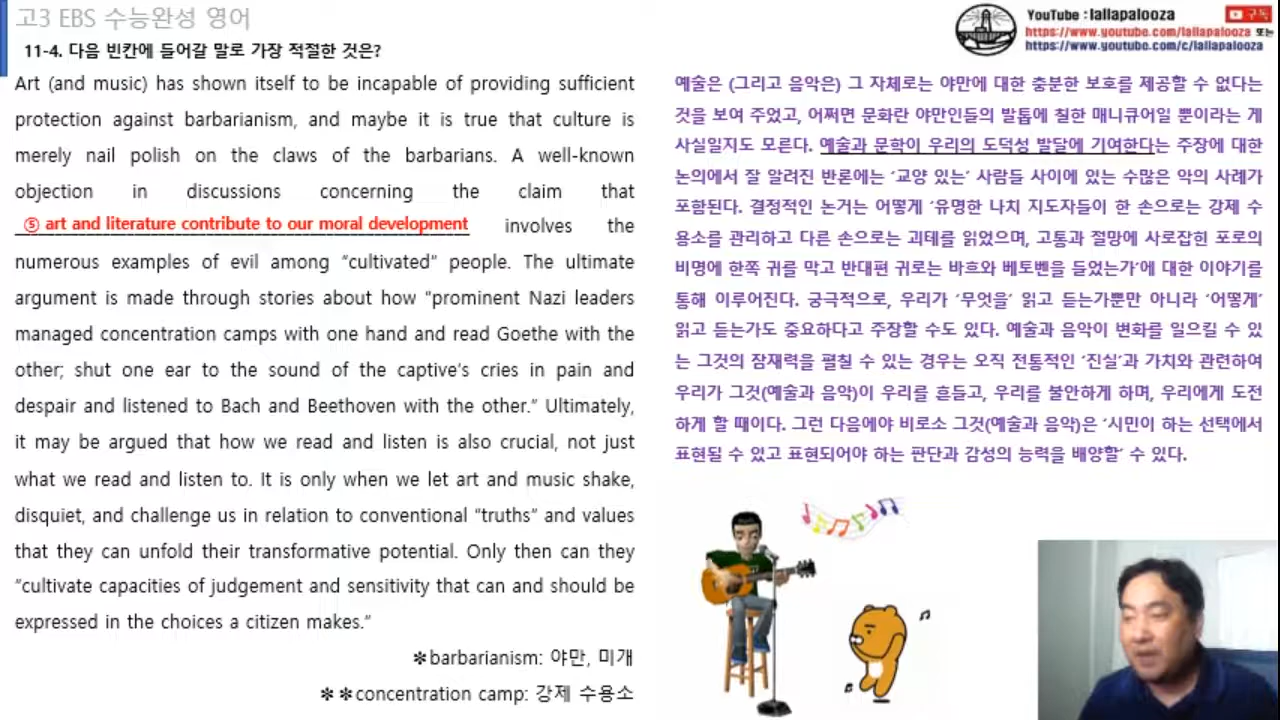 고3 EBS 수능완성 영어
YouTube : lallapalooza
구독
https://www.youtube.com/lallapalooza 또는
https://www.youtube.com/c/lallapalooza
11-4. 다음 빈칸에 들어갈 말로 가장 적절한 것은?
Art (and music) has shown itself to be incapable of providing sufficient
protection against barbarianism, and maybe it is true that culture is
merely nail polish on the claws of the barbarians. A well-known
objection in discussions concerning the claim that
⑤ art and literature contribute to our moral development involves the
numerous examples of evil among “cultivated” people. The ultimate
argument is made through stories about how “prominent Nazi leaders
managed concentration camps with one hand and read Goethe with the
other; shut one ear to the sound of the captive’s cries in pain and
despair and listened to Bach and Beethoven with the other.” Ultimately,
it may be argued that how we read and listen is also crucial, not just
what we read and listen to. It is only when we let art and music shake,
disquiet, and challenge us in relation to conventional “truths” and values
that they can unfold their transformative potential. Only then can they
“cultivate capacities of judgement and sensitivity that can and should be
expressed in the choices a citizen makes.”
＊barbarianism: 야만, 미개
＊＊concentration camp: 강제 수용소
예술은 (그리고 음악은) 그 자체로는 야만에 대한 충분한 보호를 제공할 수 없다는
것을 보여 주었고, 어쩌면 문화란 야만인들의 발톱에 칠한 매니큐어일 뿐이라는 게
사실일지도 모른다. 예술과 문학이 우리의 도덕성 발달에 기여한다는 주장에 대한
논의에서 잘 알려진 반론에는 ‘교양 있는’ 사람들 사이에 있는 수많은 악의 사례가
포함된다. 결정적인 논거는 어떻게 ‘유명한 나치 지도자들이 한 손으로는 강제 수
용소를 관리하고 다른 손으로는 괴테를 읽었으며, 고통과 절망에 사로잡힌 포로의
비명에 한쪽 귀를 막고 반대편 귀로는 바흐와 베토벤을 들었는가’에 대한 이야기를
통해 이루어진다. 궁극적으로, 우리가 ‘무엇을’ 읽고 듣는가뿐만 아니라 ‘어떻게’
읽고 듣는가도 중요하다고 주장할 수도 있다. 예술과 음악이 변화를 일으킬 수 있
는 그것의 잠재력을 펼칠 수 있는 경우는 오직 전통적인 ‘진실’과 가치와 관련하여
우리가 그것(예술과 음악)이 우리를 흔들고, 우리를 불안하게 하며, 우리에게 도전
하게 할 때이다. 그런 다음에야 비로소 그것(예술과 음악)은 ‘시민이 하는 선택에서
표현될 수 있고 표현되어야 하는 판단과 감성의 능력을 배양할’ 수 있다.